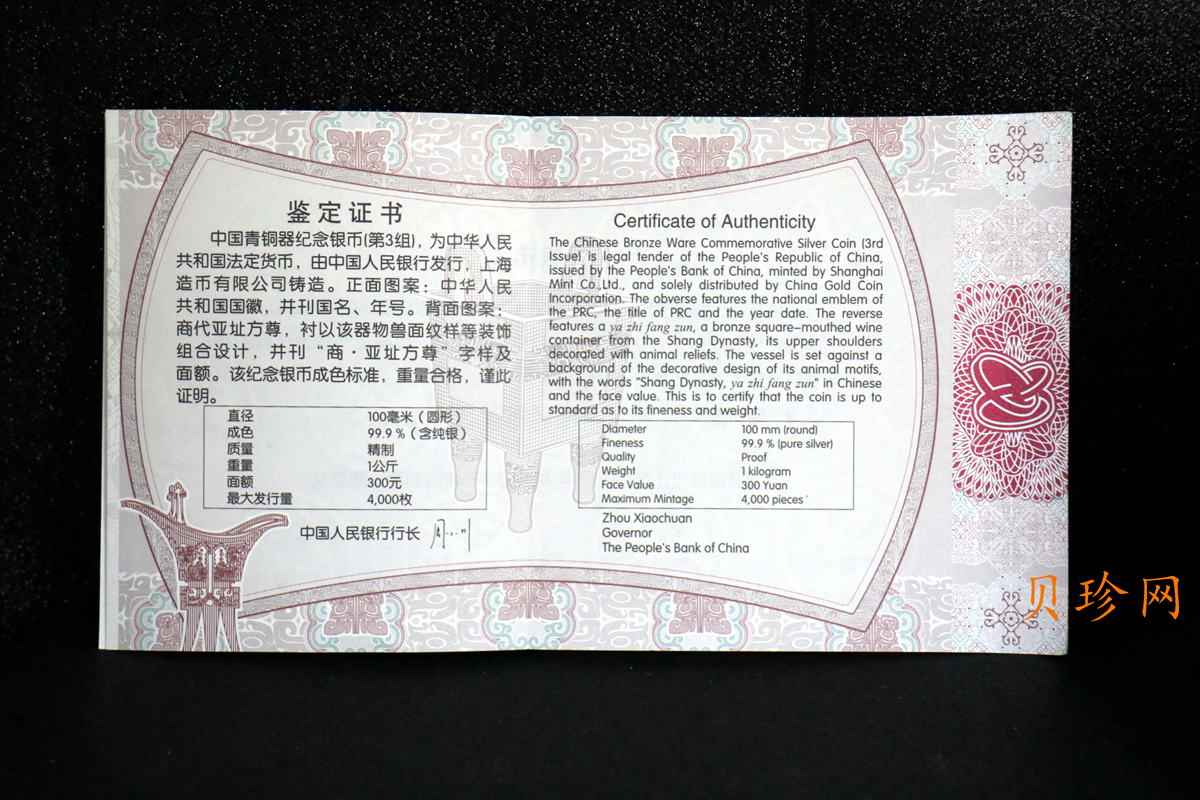 鉴定证书
中国青铜器纪念银币(第3组)，为中华人民
共和国法定货币，由中国人民银行发行，上海
造币有限公司铸造。正面图案：中华人民
共和国国徽，并刊国名、年号。背面图案：
商代亚址方尊，衬以该器物兽面纹样等装饰
组合设计，并刊“商·亚址方尊”字样及
面额。该纪念银币成色标准，重量合格，谨此
证明。
直径 100毫米（圆形）
成色 99.9％（含纯银）
质量 精制
重量 1公斤
面额 300元
最大发行量 4,000枚
中国人民银行行长
Certificate of Authenticity
The Chinese Bronze Ware Commemorative Silver Coin (3rd
Issue) is legal tender of the People's Republic of China,
issued by the People's Bank of China, minted by Shanghai
Mint Co.,Ltd., and solely distributed by China Gold Coin
Incorporation. The obverse features the national emblem of
the PRC, the title of PRC and the year date. The reverse
features a ya zhi fang zun, a bronze square–mouthed wine
container from the Shang Dynasty, its upper shoulders
decorated with animal reliefs. The vessel is set against a
background of the decorative design of its animal motifs,
with the words "Shang Dynasty, ya zhi fang zun" in Chinese
and the face value. This is to certify that the coin is up to
standard as to its fineness and weight.
Diameter 100 mm (round)
Fineness 99.9 % (pure silver)
Quality Proof
Weight 1 kilogram
Face Value 300 Yuan
Maximum Mintage 4,000 pieces
Zhou Xiaochuan
Governor
The People's Bank of China
贝珍网